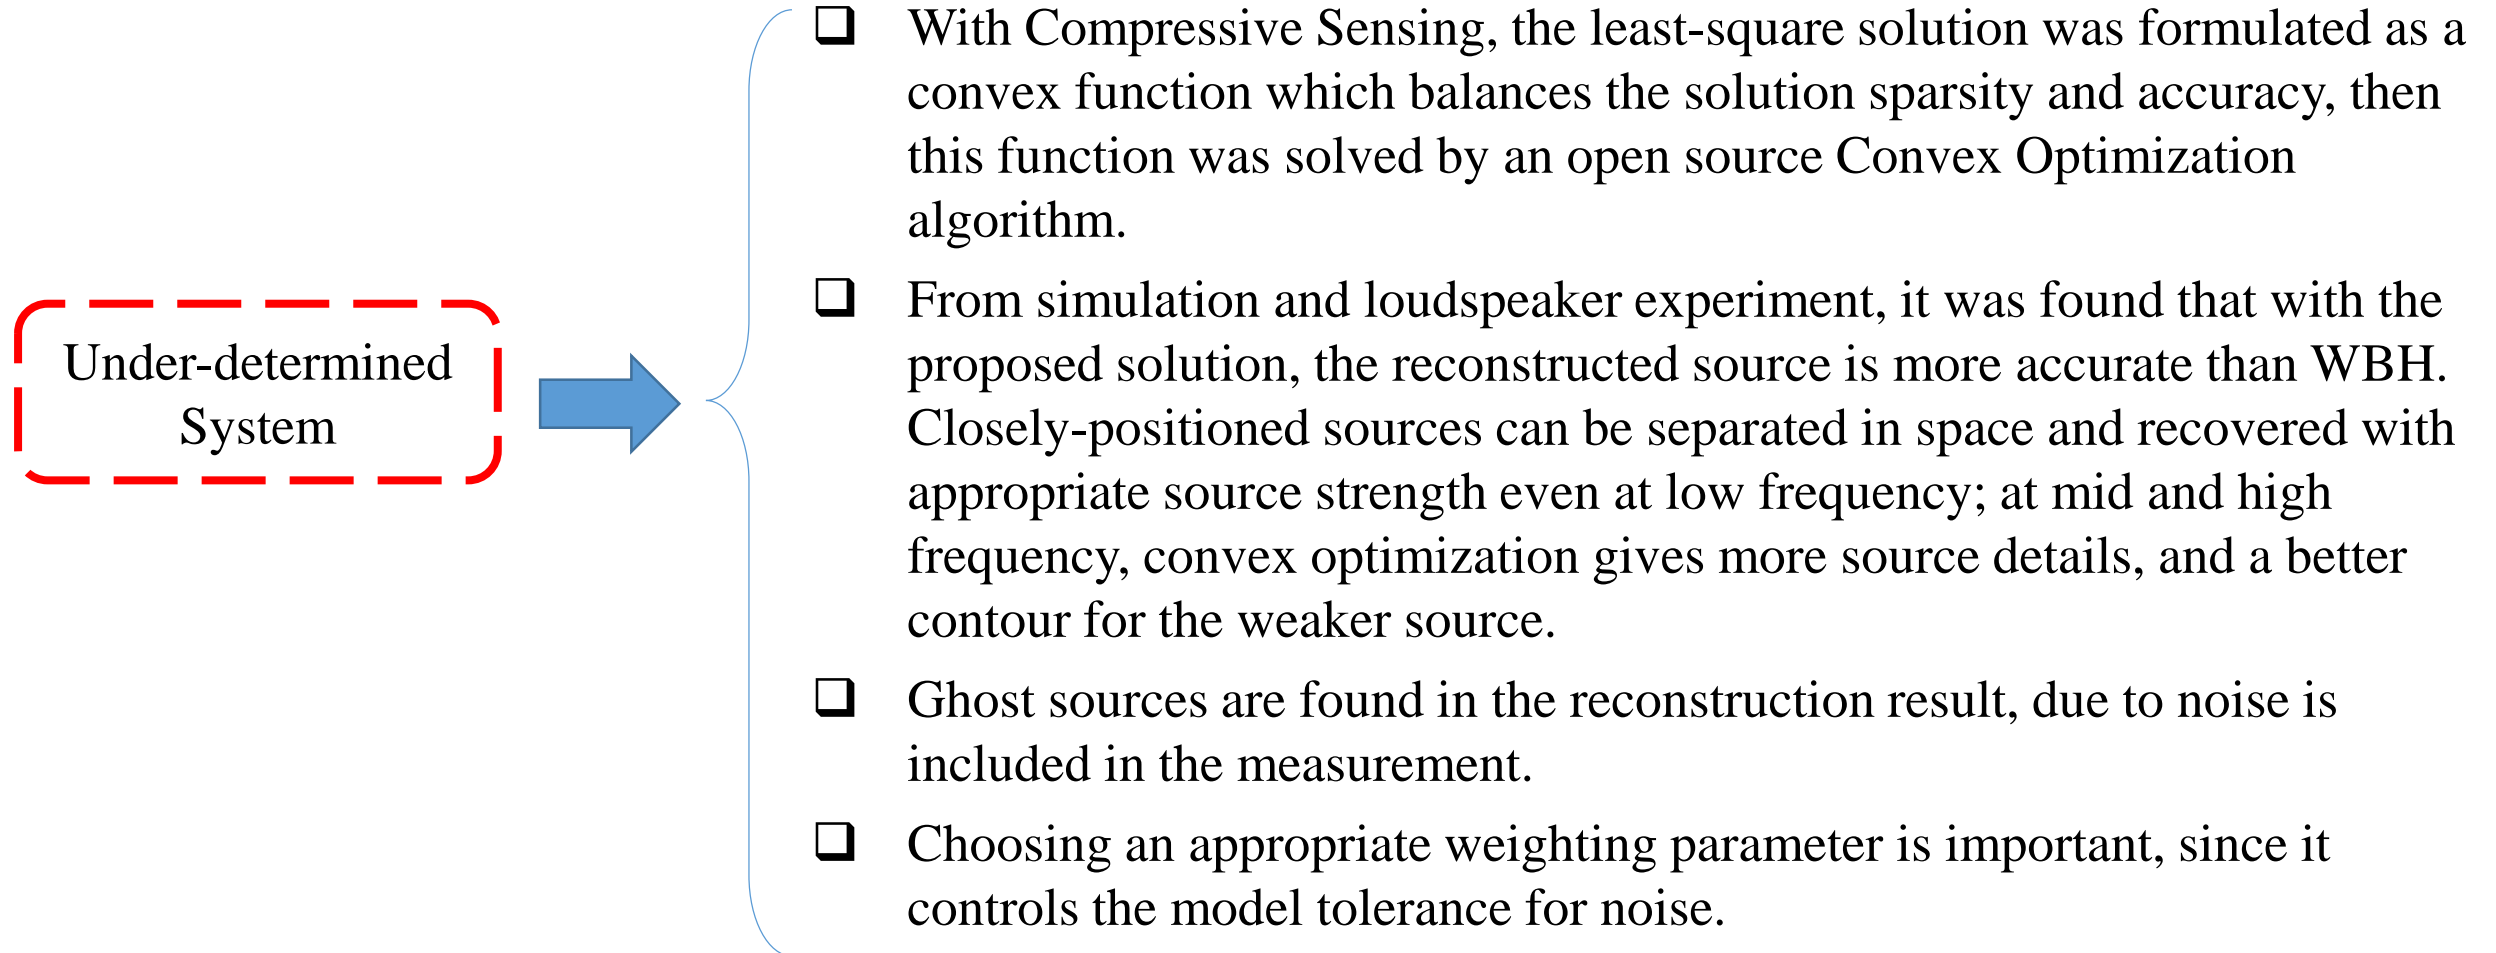 Under-determined
System
❑ With Compressive Sensing, the least-square solution was formulated as a
convex function which balances the solution sparsity and accuracy, then
this function was solved by an open source Convex Optimization
algorithm.
❑ From simulation and loudspeaker experiment, it was found that with the
proposed solution, the reconstructed source is more accurate than WBH.
Closely-positioned sources can be separated in space and recovered with
appropriate source strength even at low frequency; at mid and high
frequency, convex optimization gives more source details, and a better
contour for the weaker source.
❑ Ghost sources are found in the reconstruction result, due to noise is
included in the measurement.
❑ Choosing an appropriate weighting parameter is important, since it
controls the model tolerance for noise.